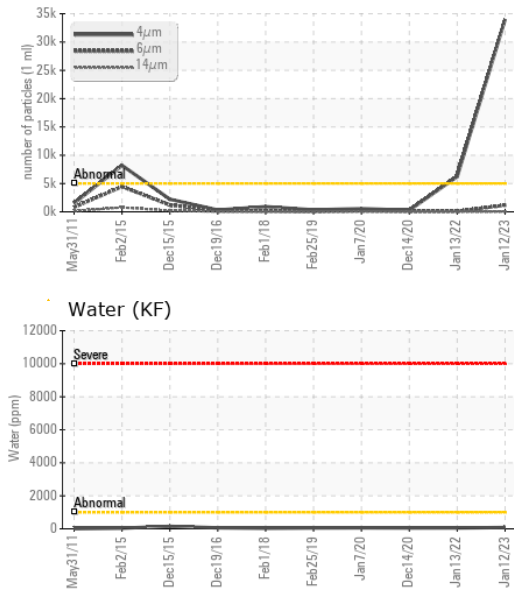 35k
30k
25k
20k
15k
10k
5k
0k
number of particles (1 ml)
4µm
6µm
14µm
Abnormal
May31/11
Feb2/15
Dec15/15
Dec19/16
Feb1/18
Feb25/19
Jan7/20
Dec14/20
Jan13/22
Jan12/23
Water (KF)
12000
10000
8000
6000
4000
2000
0
Water (ppm)
Severe
Abnormal
May31/11
Feb2/15
Dec15/15
Dec19/16
Feb1/18
Feb25/19
Jan7/20
Dec14/20
Jan13/22
Jan12/23